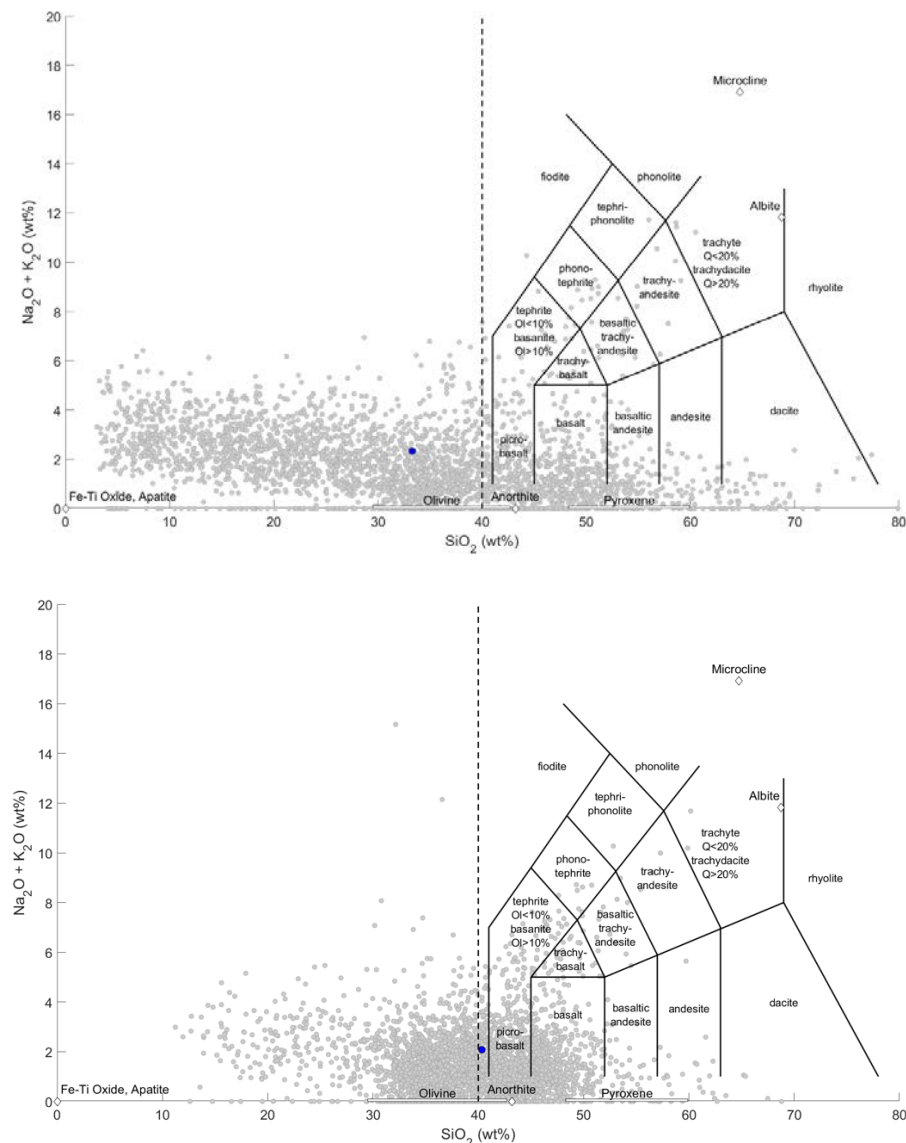 20
18
16
14
12
10
8
6
4
2
0
Na2O + K2O (wt%)
Microcline
fiodite
phonolite
tephri-
phonolite
Albite
trachyte
Q<20%
trachydacite
Q>20%
phono-
tephrite
trachy-
andesite
rhyolite
tephrite
Ol<10%
basanite
Ol>10%
basaltic
trachy-
andesite
trachy-
basalt
picro-
basalt
basalt
basaltic
andesite
andesite
dacite
Fe-Ti Oxide, Apatite
Olivine
Anorthite
Pyroxene
0 10 20 30 40 50 60 70 80
SiO2 (wt%)
20
18
16
14
12
10
8
6
4
2
0
Na2O + K2O (wt%)
Microcline
fiodite
phonolite
tephri-
phonolite
Albite
trachyte
Q<20%
trachydacite
Q>20%
phono-
tephrite
trachy-
andesite
rhyolite
tephrite
Ol<10%
basanite
Ol>10%
basaltic
trachy-
andesite
trachy-
basalt
picro-
basalt
basalt
basaltic
andesite
andesite
dacite
Fe-Ti Oxide, Apatite
Olivine
Anorthite
Pyroxene
0 10 20 30 40 50 60 70 80
SiO2 (wt%)